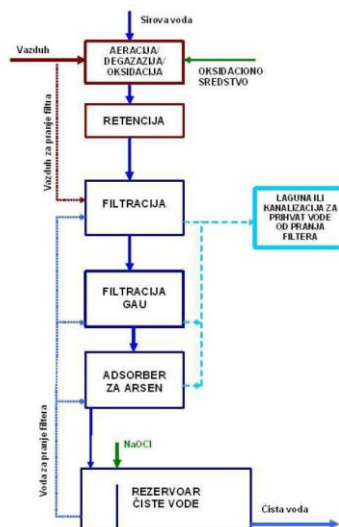 Sirova voda
Vazduh
AERACIJA/
DEGAZAZIJA/
OKSIDACIJA
OKSIDACIONO
SREDSTVO
RETENCIJA
Vazduh za pranje filtra
FILTRACIJA
LAGUNA ILI
KANALIZACIJA ZA
PRIHVAT VODE
OD PRANJA
FILTERA
FILTRACIJA
GAU
ADSORBER
ZA ARSEN
Voda za pranje filtera
NaOCl
REZERVOAR
ČISTE VODE
Čista voda